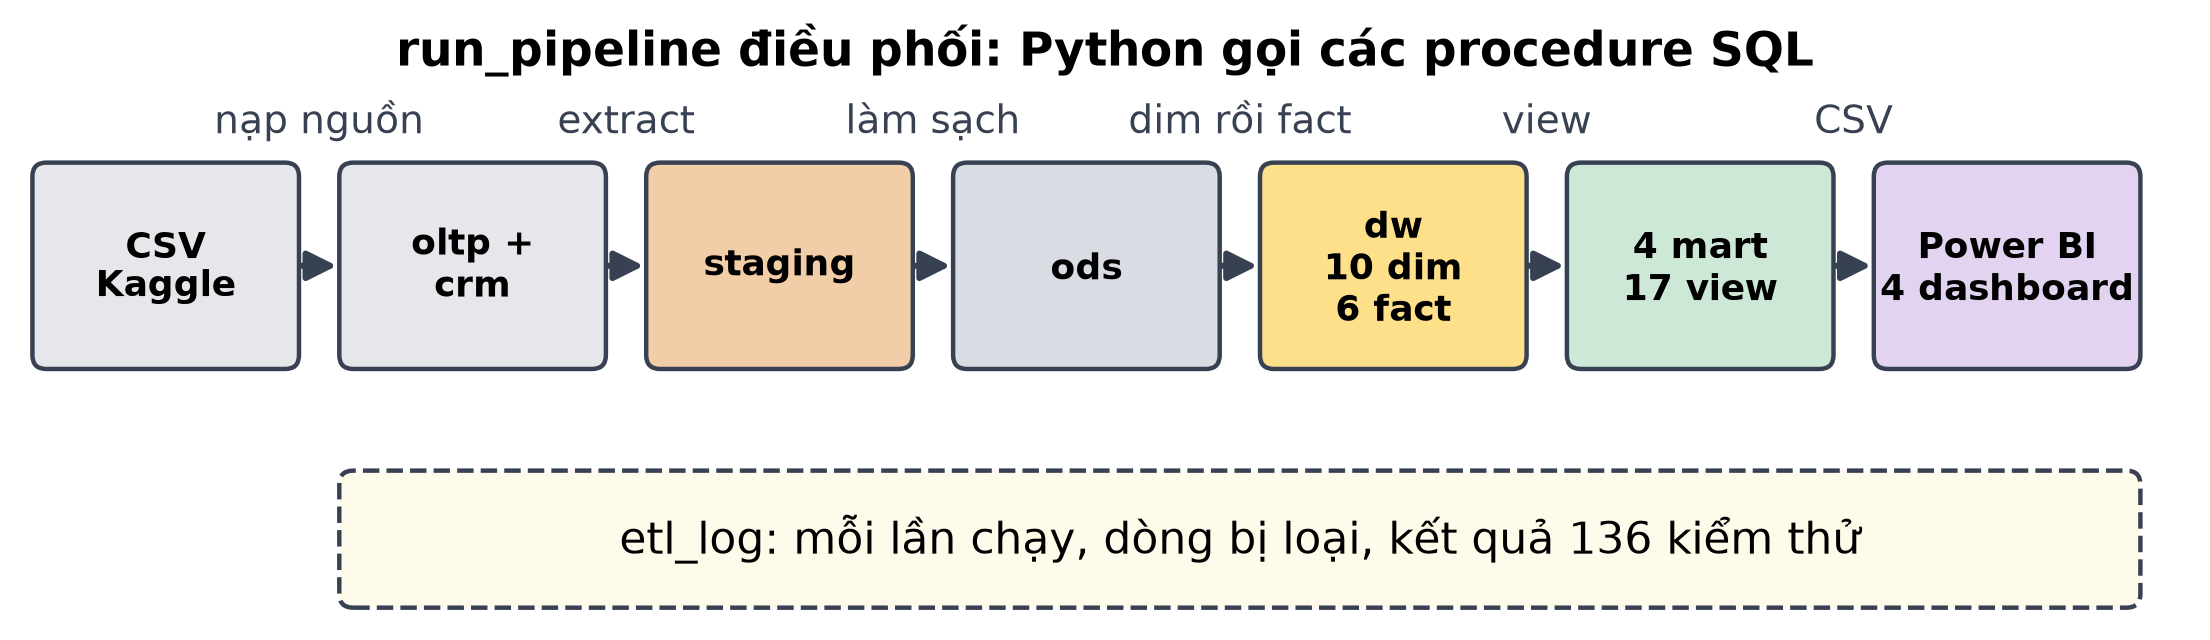 run_pipeline điều phối: Python gọi các procedure SQL
nạp nguồn
extract
làm sạch
dim rồi fact
view
CSV
CSV
Kaggle
oltp +
crm
staging
ods
dw
10 dim
6 fact
4 mart
17 view
Power BI
4 dashboard
etl_log: mỗi lần chạy, dòng bị loại, kết quả 136 kiểm thử